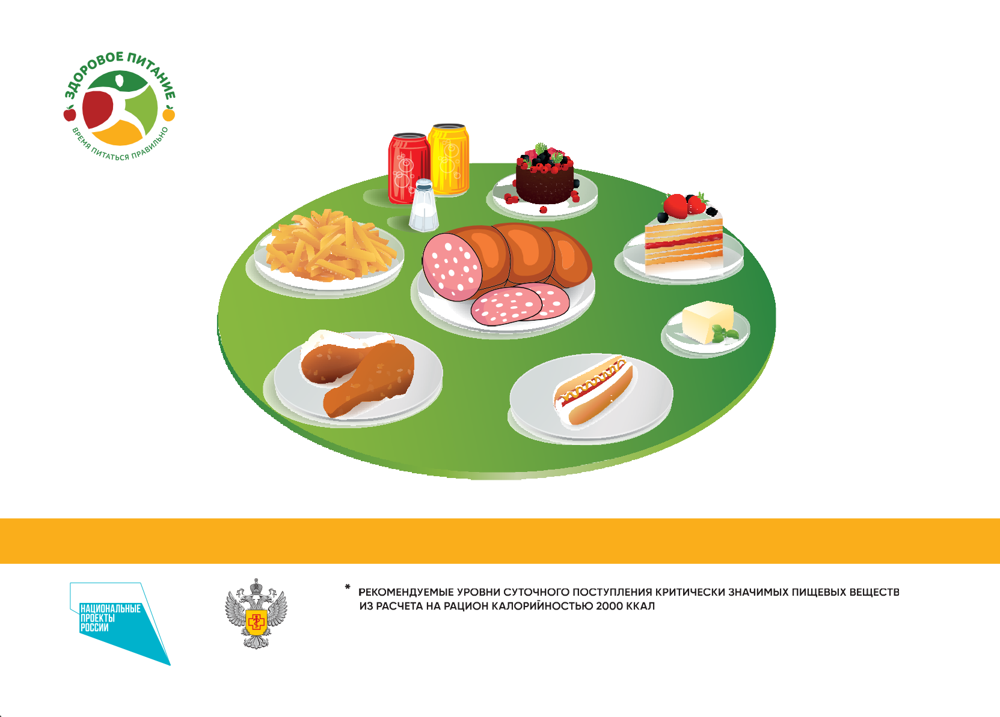 ЗДОРОВОЕ ПИТАНИЕ
ВРЕМЯ ПИТАТЬСЯ ПРАВИЛЬНО
НАЦИОНАЛЬНЫЕ
ПРОЕКТЫ
РОССИИ
* РЕКОМЕНДУЕМЫЕ УРОВНИ СУТОЧНОГО ПОСТУПЛЕНИЯ КРИТИЧЕСКИ ЗНАЧИМЫХ ПИЩЕВЫХ ВЕЩЕСТВ
ИЗ РАСЧЕТА НА РАЦИОН КАЛОРИЙНОСТЬЮ 2000 ККАЛ